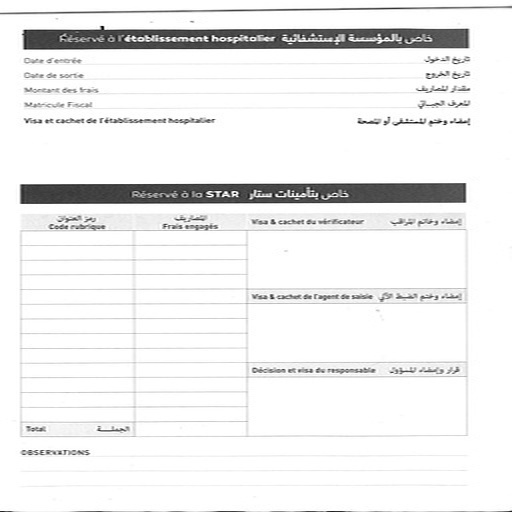 Réservé à l'établissement hospitalier خاص بالمؤسسة الإستشفائية
Date d'entrée تاريخ الدخول
Date de sortie تاريخ الخروج
Montant des frais مقدار المصاريف
Matricule Fiscal المعرف الجبائي
Visa et cachet de l'établissement hospitalier إمضاء وختم المستشفى أو المصحة
Réservé à la STAR خاص بتأمينات ستار
رمز العنوان المصاريف
Code rubrique Frais engagés Visa & cachet du vérificateur إمضاء وخاتم المراقب
Visa & cachet de l'agent de saisie إمضاء وختم الضبط الآلي
Décision et visa du responsable قرار وإمضاء المسؤول
Total الجملة
OBSERVATIONS